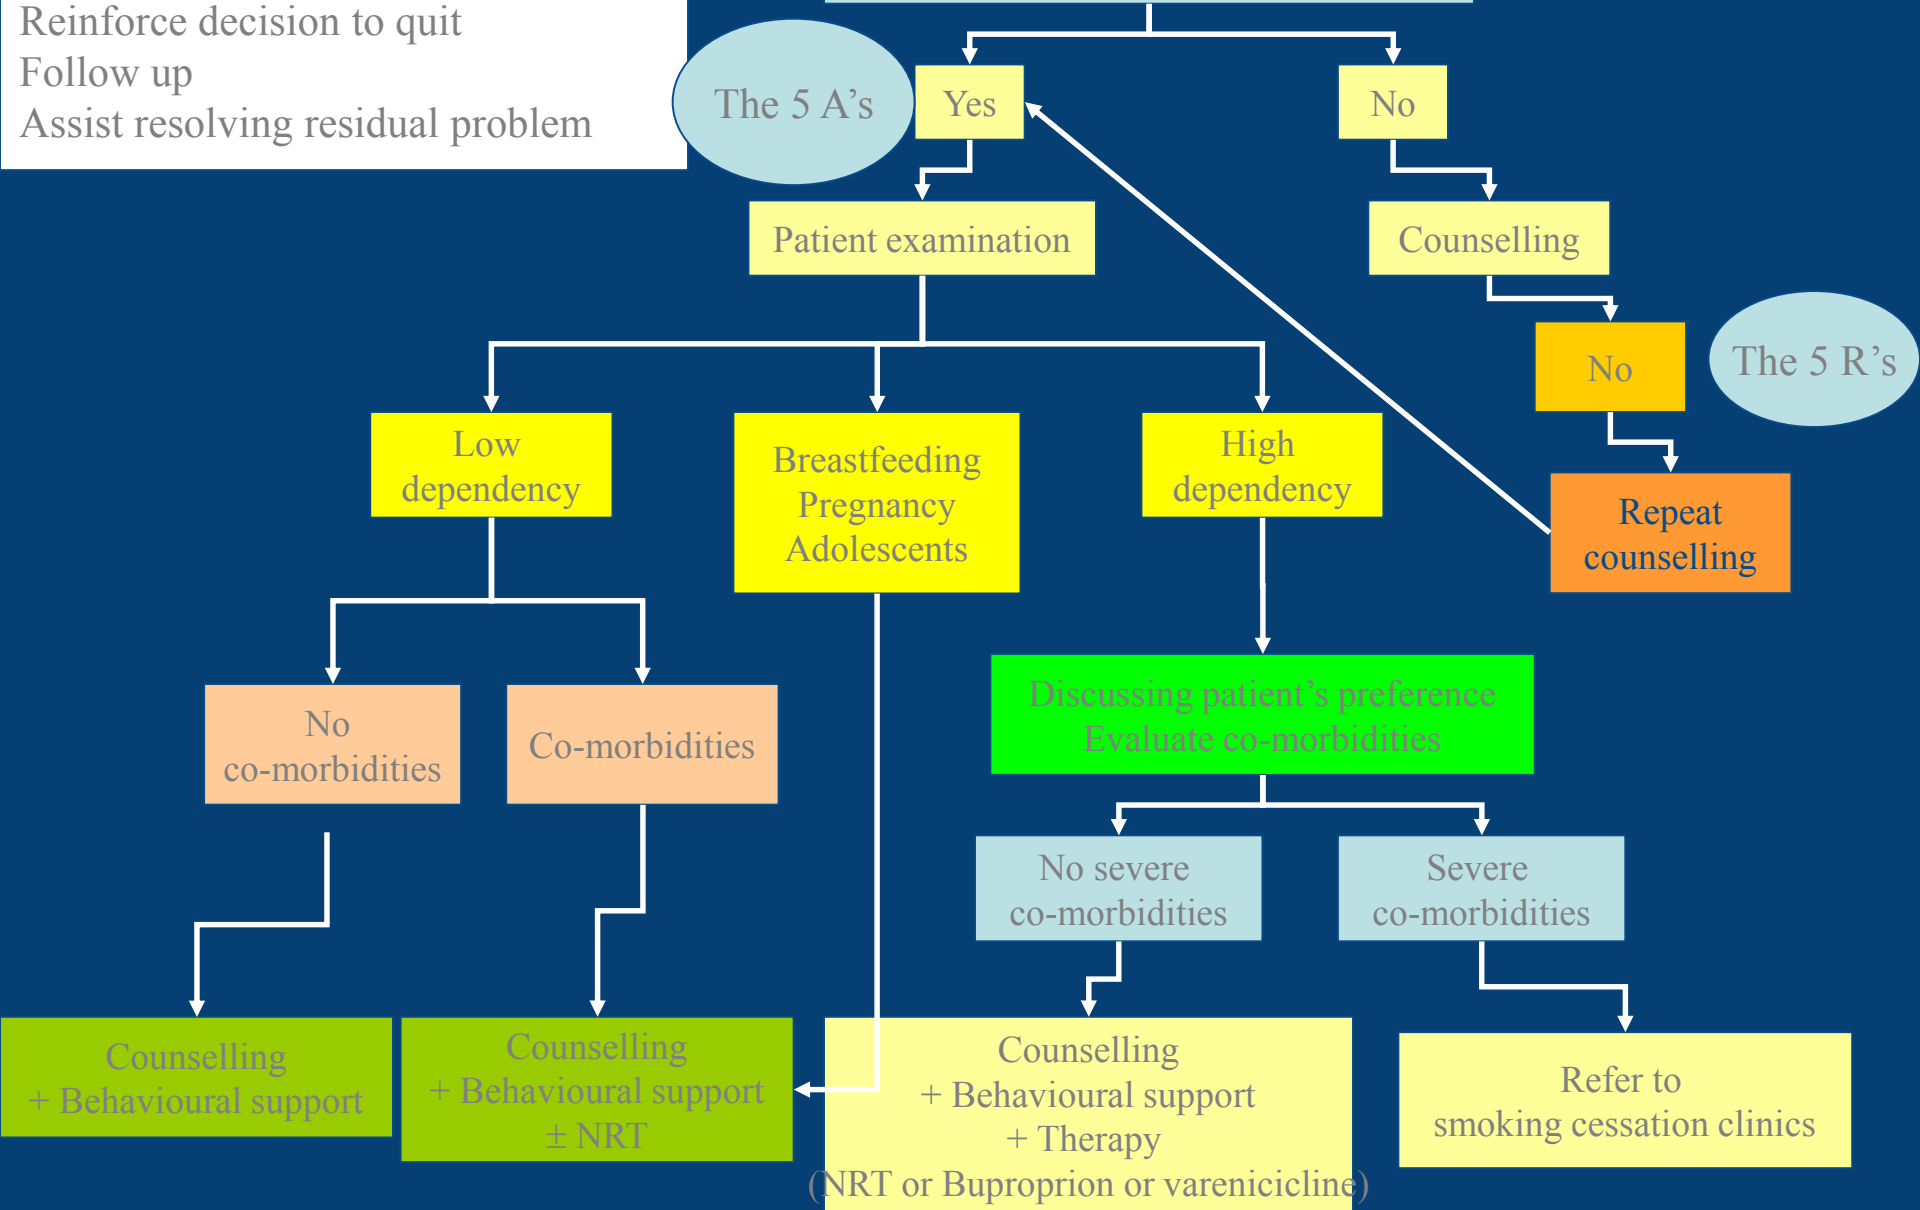 Reinforce decision to quit
Follow up
Assist resolving residual problem
The 5 A’s
Yes
No
Patient examination
Counselling
No
The 5 R’s
Low
dependency
Breastfeeding
Pregnancy
Adolescents
High
dependency
Repeat
counselling
No
co-morbidities
Co-morbidities
Discussing patient’s preference
Evaluate co-morbidities
No severe
co-morbidities
Severe
co-morbidities
Counselling
+ Behavioural support
Counselling
+ Behavioural support
± NRT
Counselling
+ Behavioural support
+ Therapy
(NRT or Buproprion or varenicicline)
Refer to
smoking cessation clinics